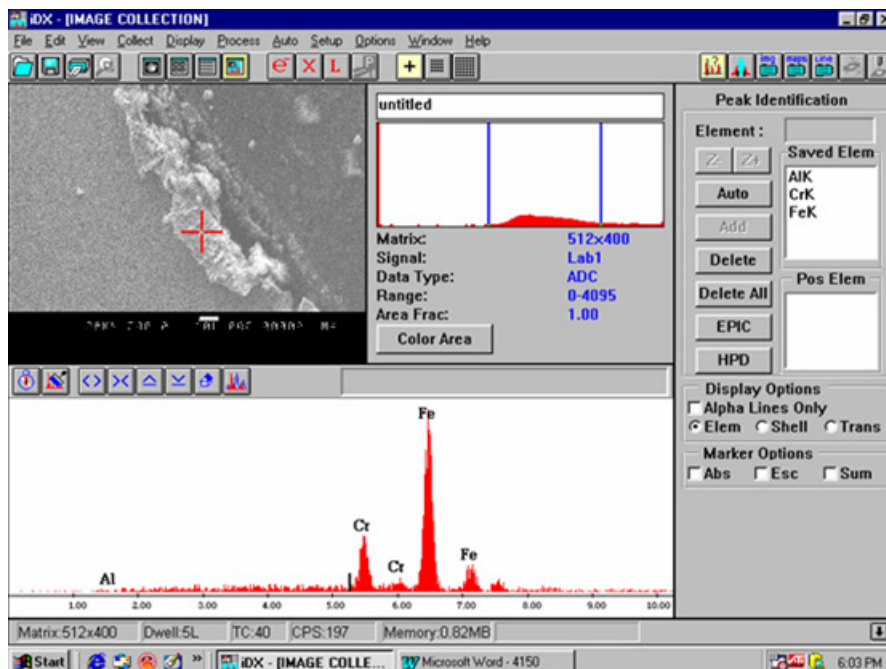 iDX - [IMAGE COLLECTION]
File Edit View Collect Display Process Auto Setup Options Window Help
e⁻ X L P
img maps Line
untitled
Matrix: 512x400
Signal: Lab1
Data Type: ADC
Range: 0-4095
Area Frac: 1.00
Color Area
Peak Identification
Element :
Z- Z+
Auto
Add
Delete
Delete All
EPIC
HPD
Saved Elem
AlK
CrK
FeK
Pos Elem
Display Options
Alpha Lines Only
Elem Shell Trans
Marker Options
Abs Esc Sum
Fe
Cr
Cr
Fe
Al
1.00 2.00 3.00 4.00 5.00 6.00 7.00 8.00 9.00 10.00
Matrix:512x400 Dwell:5L TC:40 CPS:197 Memory:0.82MB
Start iDX - [IMAGE COLLE... Microsoft Word - 4150 6:03 PM